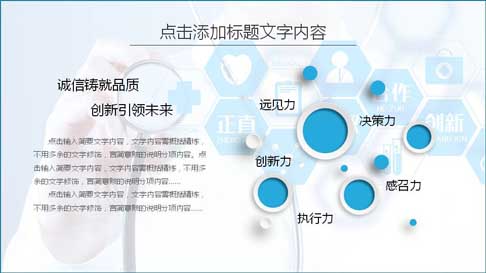 点击添加标题文字内容
诚信铸就品质
创新引领未来
点击输入简要文字内容，文字内容需概括精炼，
不用多余的文字修饰，言简意赅的说明分项内容。点
击输入简要文字内容，文字内容需概括精炼，不用多
余的文字修饰，言简意赅的说明分项内容……
点击输入简要文字内容，文字内容需概括精炼，
不用多余的文字修饰，言简意赅的说明分项内容……
远见力
决策力
创新力
感召力
执行力
正直
创新